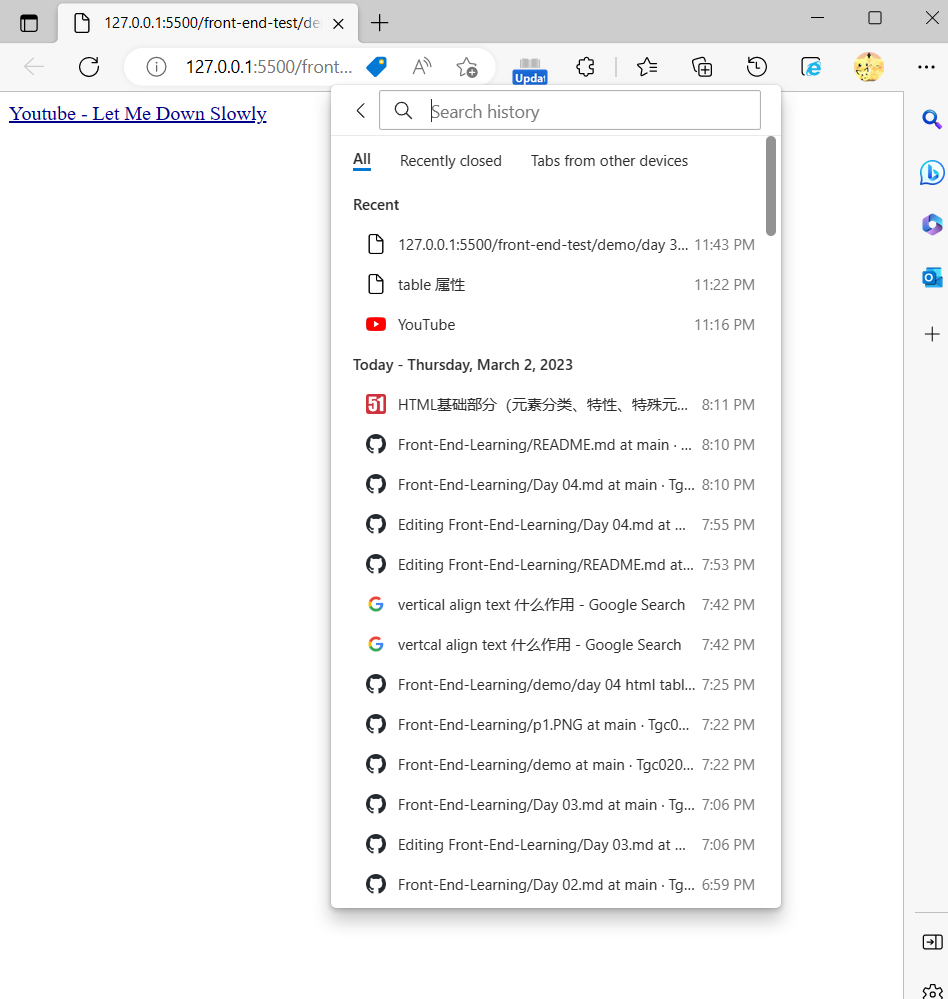 127.0.0.1:5500/front-end-test/de
127.0.0.1:5500/front...
Updat
Youtube - Let Me Down Slowly
Search history
All Recently closed Tabs from other devices
Recent
127.0.0.1:5500/front-end-test/demo/day 3... 11:43 PM
table 属性 11:22 PM
YouTube 11:16 PM
Today - Thursday, March 2, 2023
51 HTML基础部分（元素分类、特性、特殊元... 8:11 PM
Front-End-Learning/README.md at main · ... 8:10 PM
Front-End-Learning/Day 04.md at main · Tg... 8:10 PM
Editing Front-End-Learning/Day 04.md at ... 7:55 PM
Editing Front-End-Learning/README.md at... 7:53 PM
vertical align text 什么作用 - Google Search 7:42 PM
vertcal align text 什么作用 - Google Search 7:42 PM
Front-End-Learning/demo/day 04 html tabl... 7:25 PM
Front-End-Learning/p1.PNG at main · Tgc0... 7:22 PM
Front-End-Learning/demo at main · Tgc020... 7:22 PM
Front-End-Learning/Day 03.md at main · Tg... 7:06 PM
Editing Front-End-Learning/Day 03.md at ... 7:06 PM
Front-End-Learning/Day 02.md at main · Tg... 6:59 PM